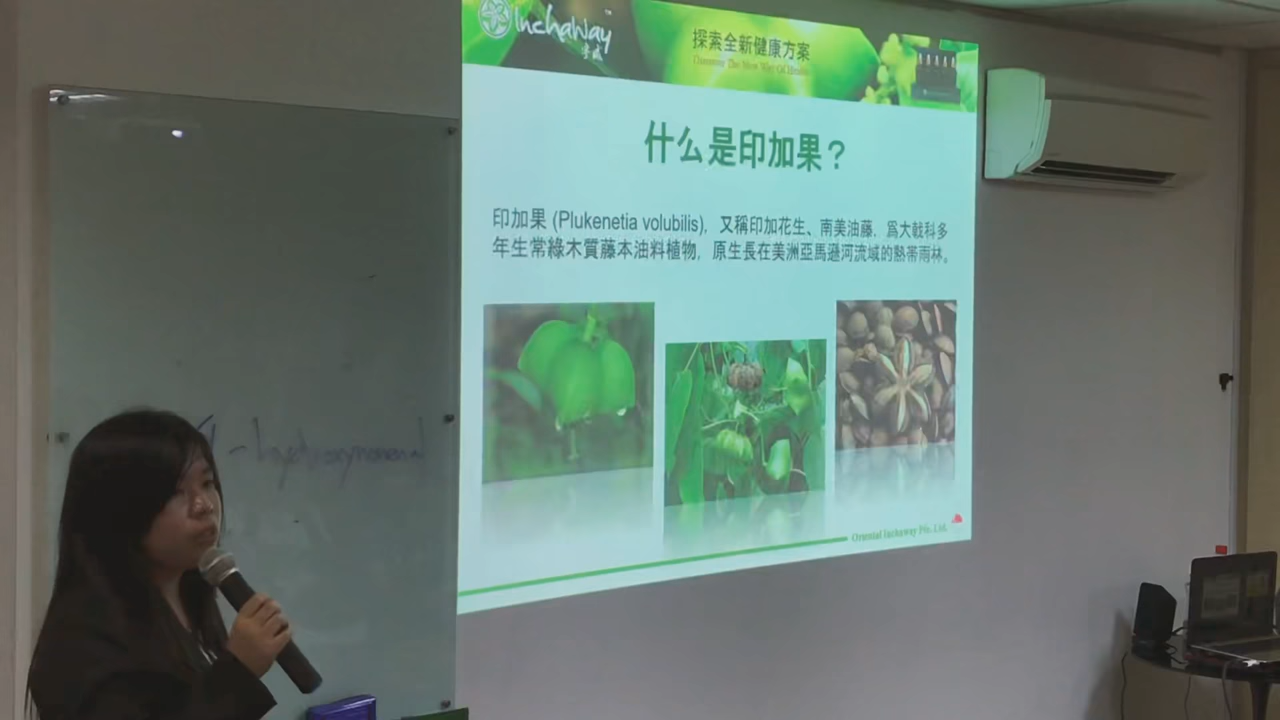 IncHaWay™
探索全新健康方案
Discover The New Way Of Health
什么是印加果？
印加果 (Plukenetia volubilis)，又稱印加花生、南美油藤，爲大戟科多
年生常綠木質藤本油料植物，原生長在美洲亞馬遜河流域的熱帶雨林。
Oriental Inchaway P/e. Ltd.
- hydroxynonenal